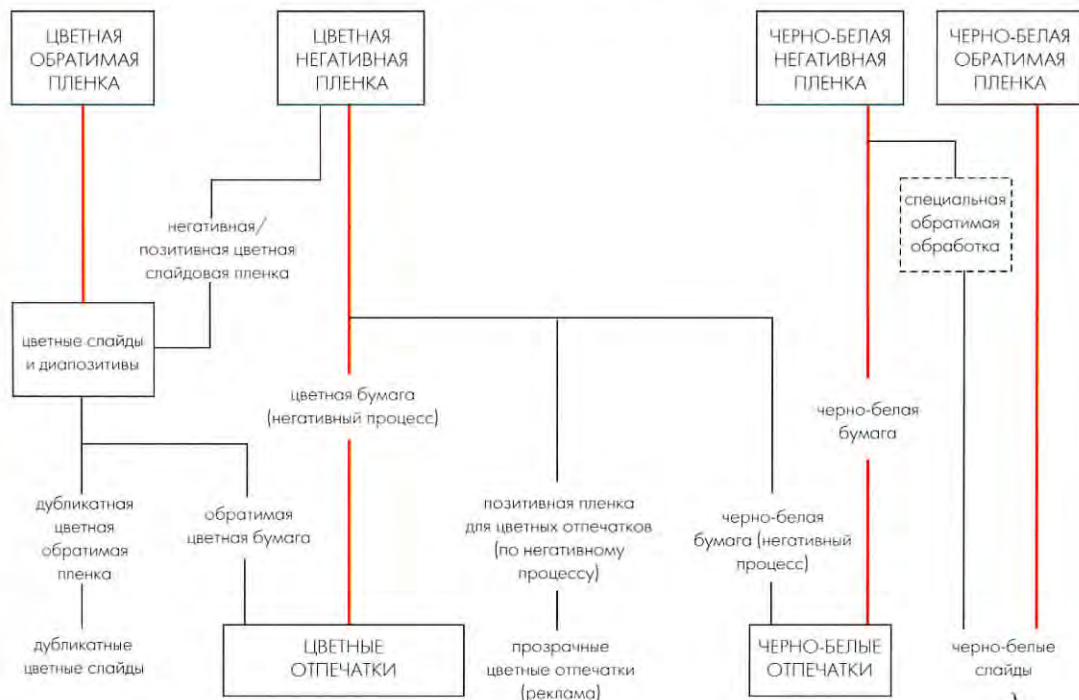 ЦВЕТНАЯ
ОБРАТИМАЯ
ПЛЕНКА
ЦВЕТНАЯ
НЕГАТИВНАЯ
ПЛЕНКА
ЧЕРНО-БЕЛАЯ
НЕГАТИВНАЯ
ПЛЕНКА
ЧЕРНО-БЕЛАЯ
ОБРАТИМАЯ
ПЛЕНКА
негативная/
позитивная цветная
слайдовая пленка
специальная
обратимая
обработка
цветные слайды
и диапозитивы
цветная бумага
(негативный процесс)
черно-белая
бумага
дубликатная
цветная
обратимая
пленка
обратимая
цветная бумага
позитивная пленка
для цветных отпечатков
(по негативному
процессу)
черно-белая
бумага (негативный
процесс)
дубликатные
цветные слайды
ЦВЕТНЫЕ
ОТПЕЧАТКИ
прозрачные
цветные отпечатки
(реклама)
ЧЕРНО-БЕЛЫЕ
ОТПЕЧАТКИ
черно-белые
слайды